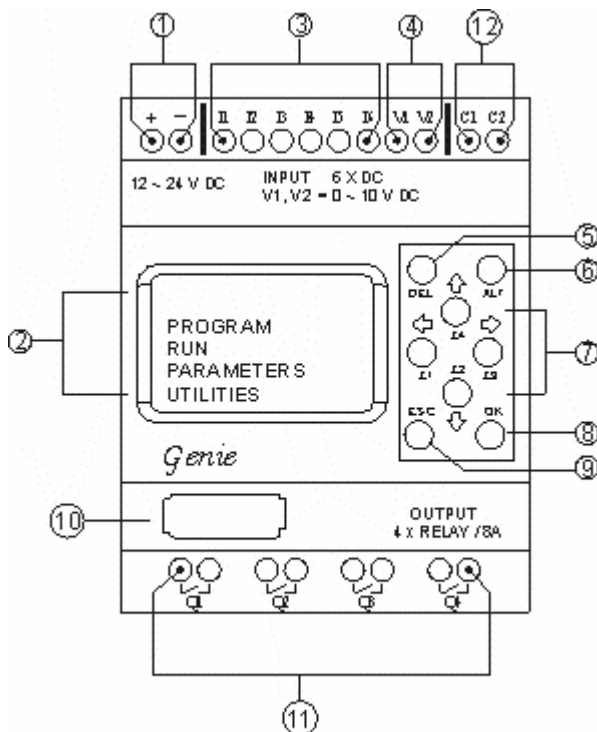 1 3 4 12
+ - I1 I2 I3 I4 I5 I6 V1 V2 C1 C2
12 ~ 24 V DC
INPUT 6 X DC
V1, V2 = 0 ~ 10 V DC
5
DEL ALT
6
2
PROGRAM
RUN
PARAMETERS
UTILITIES
Z4
Z1 Z2 Z3
7
ESC OK
8
9
Genie
10
OUTPUT
4 x RELAY / 8A
Q1 Q2 Q3 Q4
11